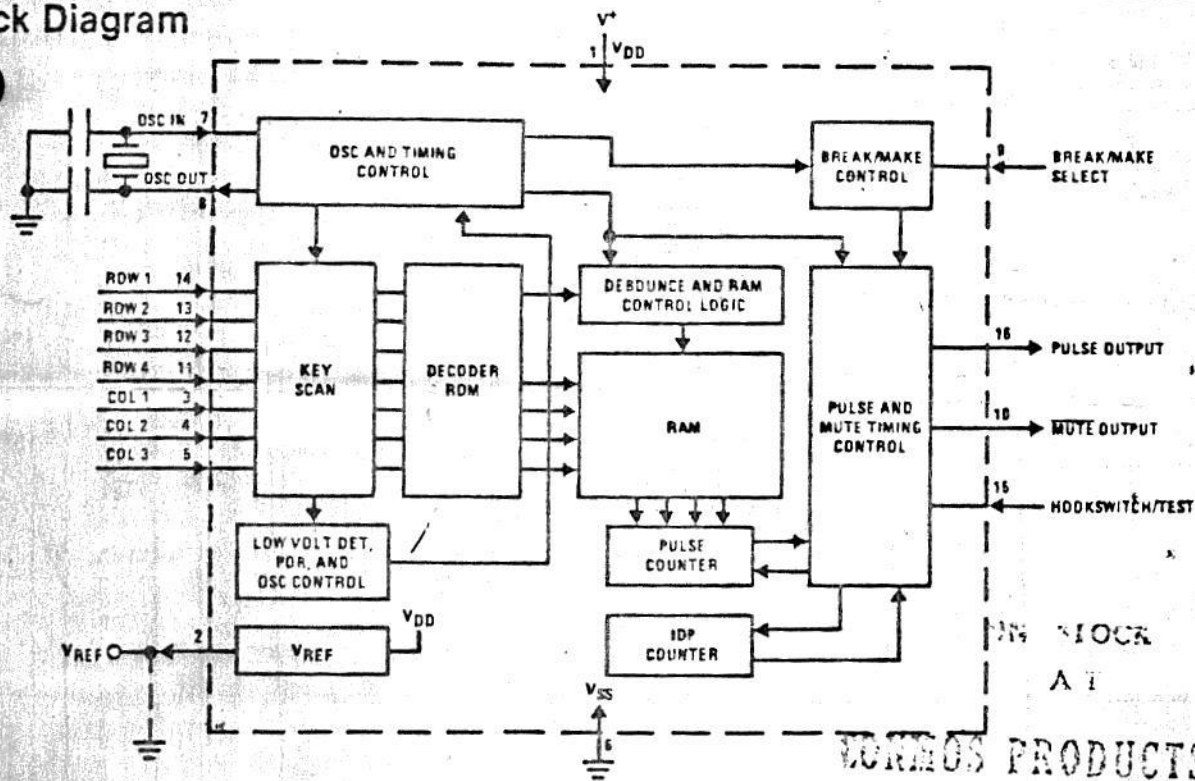 ck Diagram
V+
1 VDD
OSC IN 7
OSC OUT
8
OSC AND TIMING
CONTROL
BREAK/MAKE
CONTROL
9
BREAK/MAKE
SELECT
ROW 1 14
ROW 2 13
ROW 3 12
ROW 4 11
COL 1 3
COL 2 4
COL 3 5
KEY
SCAN
DECODER
ROM
DEBOUNCE AND RAM
CONTROL LOGIC
RAM
PULSE AND
MUTE TIMING
CONTROL
16
PULSE OUTPUT
10
MUTE OUTPUT
15
HOOKSWITCH/TEST
LOW VOLT DET,
POR, AND
OSC CONTROL
PULSE
COUNTER
IDP
COUNTER
VREF
2
VREF
VDD
VSS
6
STOCK
AT
PRODUCTS